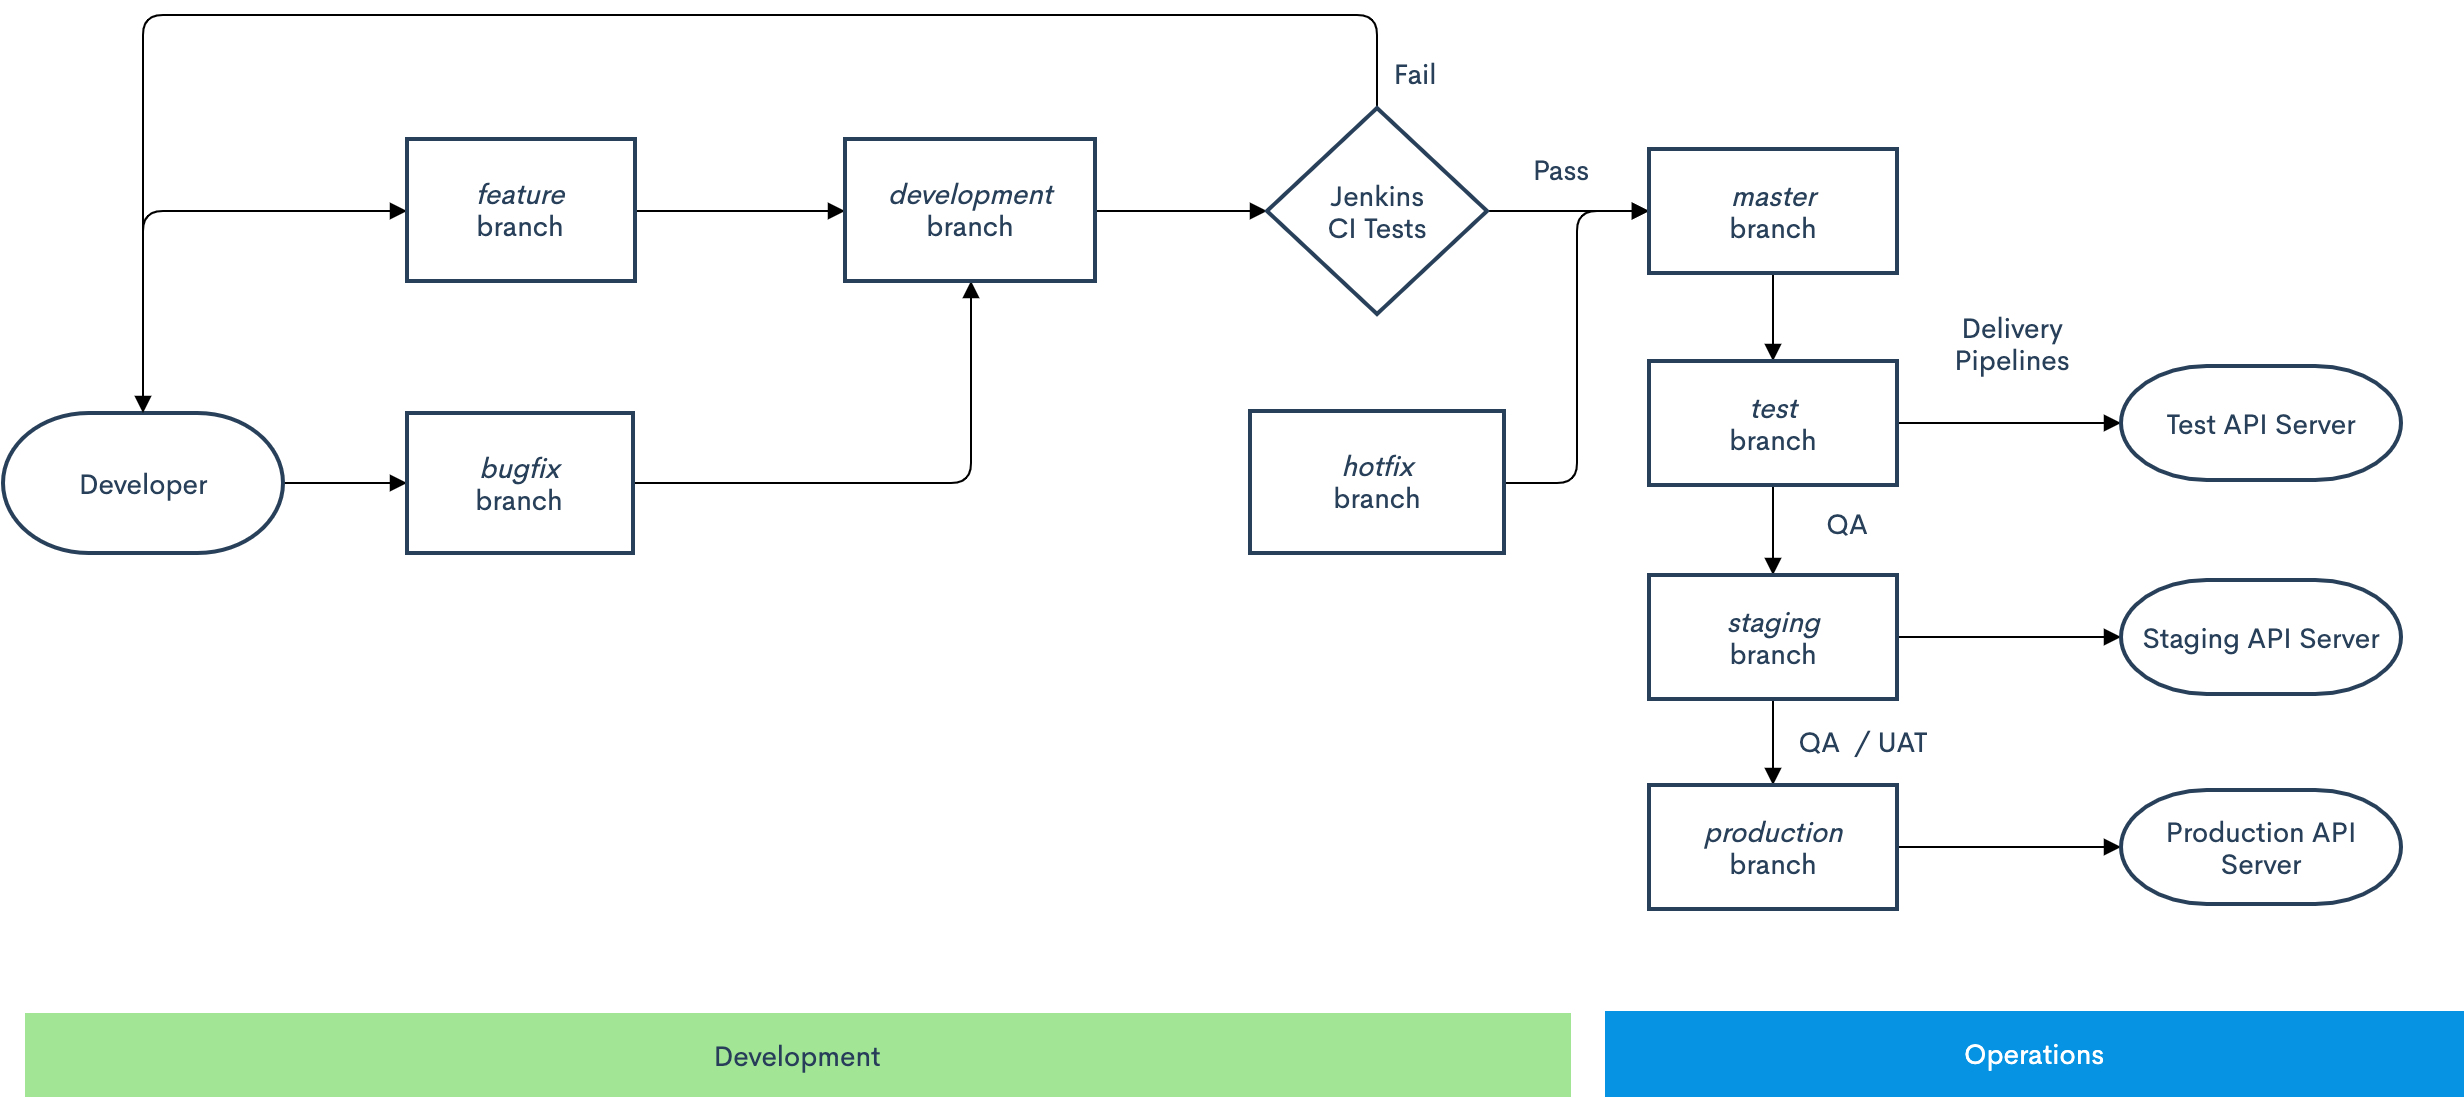 Fail
feature
branch
development
branch
Jenkins
CI Tests
Pass
master
branch
Delivery
Pipelines
test
branch
Test API Server
Developer
bugfix
branch
hotfix
branch
QA
staging
branch
Staging API Server
QA / UAT
production
branch
Production API
Server
Development
Operations